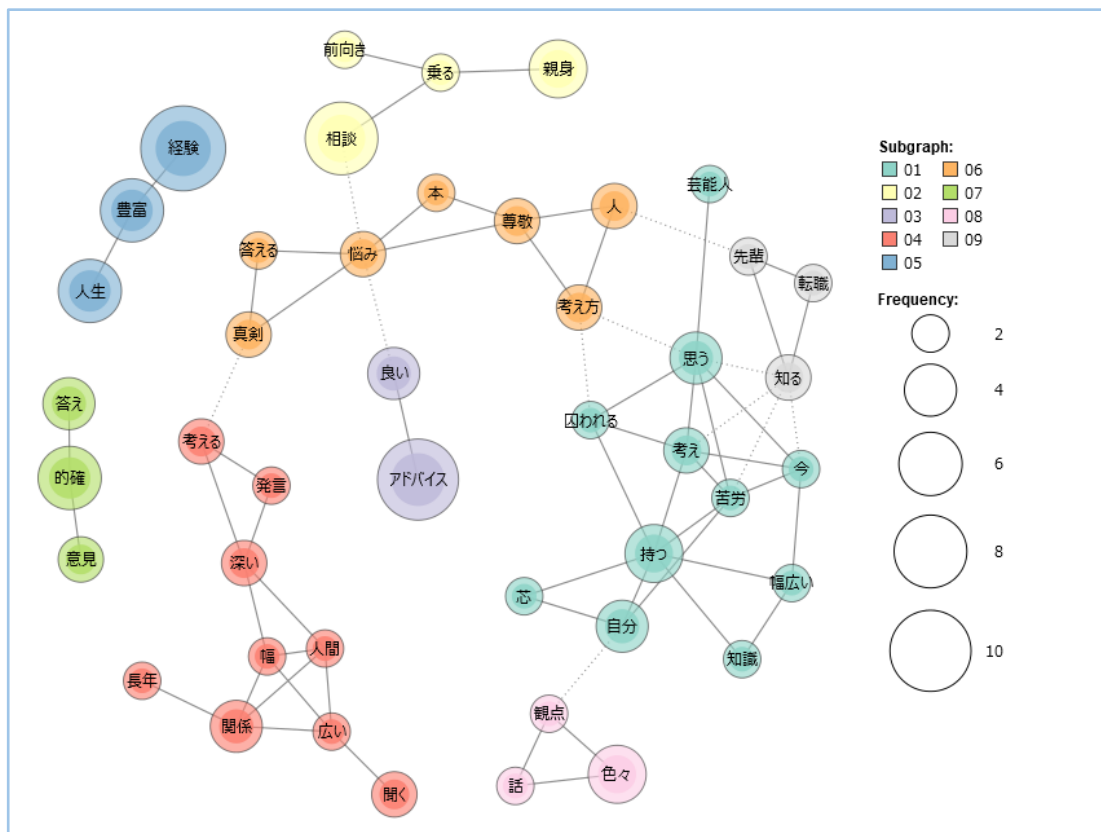 前向き
乗る
親身
相談
経験
豊富
人生
本
尊敬
人
芸能人
答える
悩み
先輩
転職
真剣
考え方
思う
知る
良い
答え
囚われる
考える
考え
今
アドバイス
的確
発言
苦労
意見
深い
持つ
幅広い
芯
自分
知識
幅
人間
長年
関係
広い
観点
聞く
話
色々
Subgraph:
01
06
02
07
03
08
04
09
05
Frequency:
2
4
6
8
10